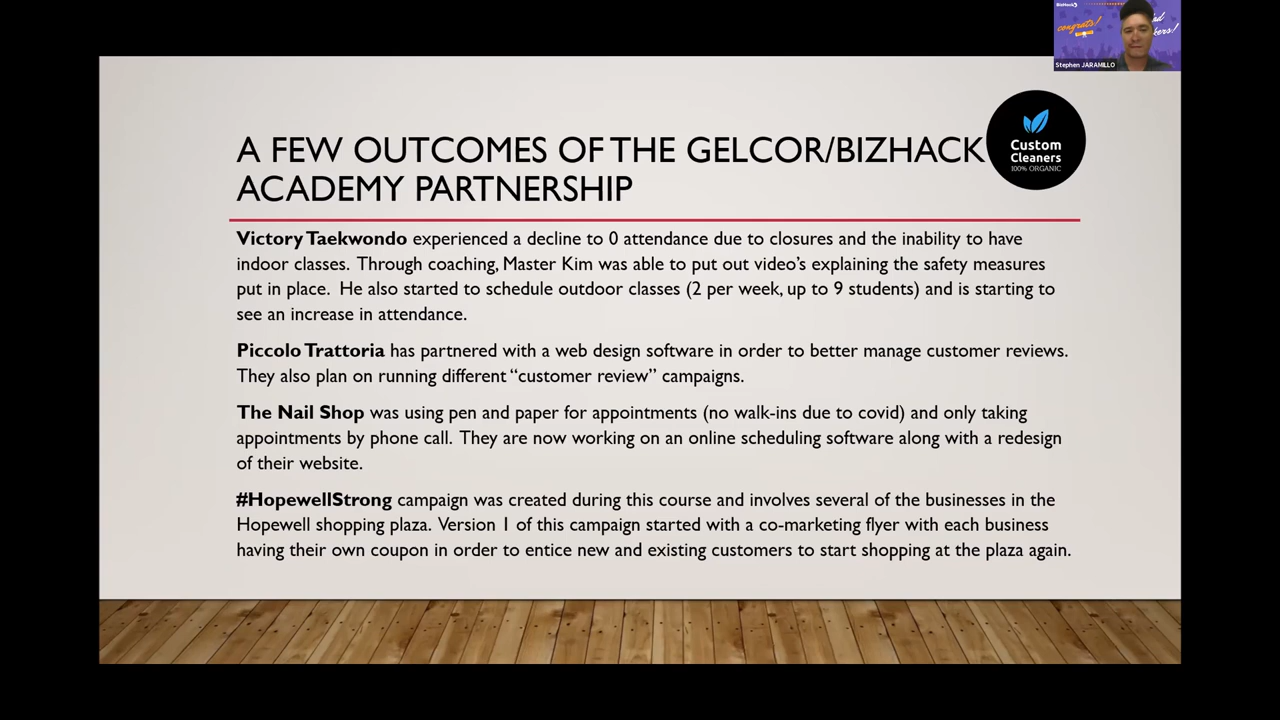 BizHack
congrats!
Stephen JARAMILLO
Custom
Cleaners
100% ORGANIC
A FEW OUTCOMES OF THE GELCOR/BIZHACK
ACADEMY PARTNERSHIP
Victory Taekwondo experienced a decline to 0 attendance due to closures and the inability to have
indoor classes. Through coaching, Master Kim was able to put out video's explaining the safety measures
put in place. He also started to schedule outdoor classes (2 per week, up to 9 students) and is starting to
see an increase in attendance.
Piccolo Trattoria has partnered with a web design software in order to better manage customer reviews.
They also plan on running different “customer review” campaigns.
The Nail Shop was using pen and paper for appointments (no walk-ins due to covid) and only taking
appointments by phone call. They are now working on an online scheduling software along with a redesign
of their website.
#HopewellStrong campaign was created during this course and involves several of the businesses in the
Hopewell shopping plaza. Version 1 of this campaign started with a co-marketing flyer with each business
having their own coupon in order to entice new and existing customers to start shopping at the plaza again.